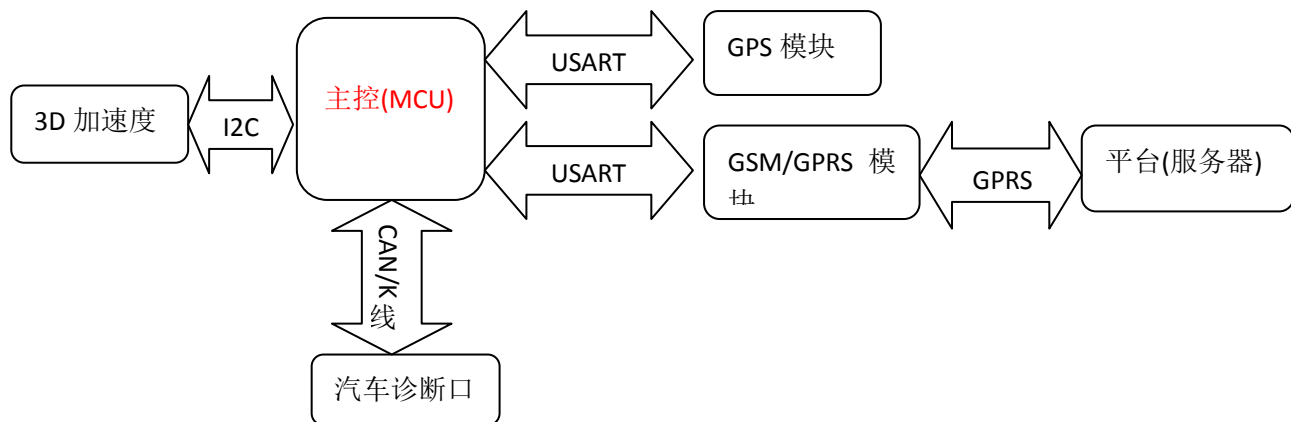 GPS 模块
主控(MCU)
USART
3D 加速度
I2C
GSM/GPRS 模
平台(服务器)
USART
GPRS
CAN/K 线
汽车诊断口